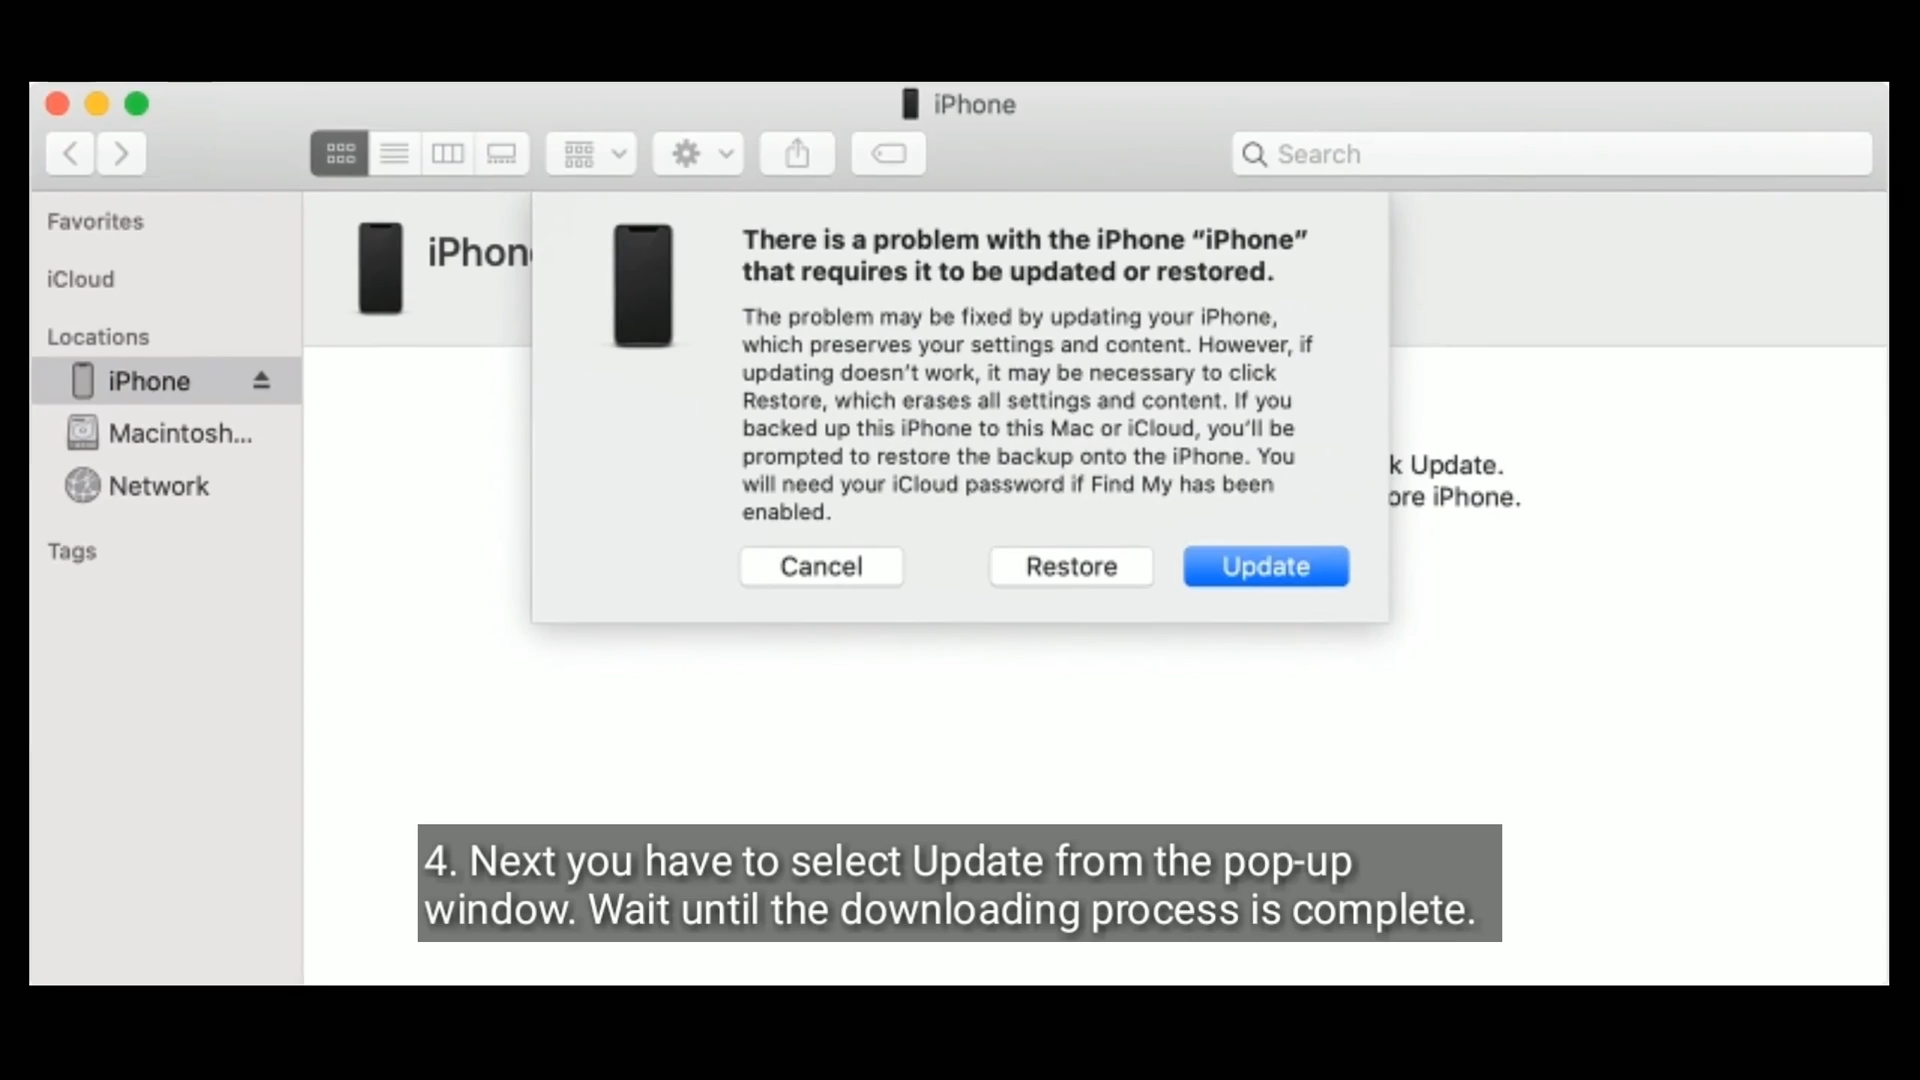 iPhone
Search
Favorites
iCloud
Locations
iPhone
Macintosh...
Network
Tags
iPhon
There is a problem with the iPhone “iPhone”
that requires it to be updated or restored.
The problem may be fixed by updating your iPhone,
which preserves your settings and content. However, if
updating doesn’t work, it may be necessary to click
Restore, which erases all settings and content. If you
backed up this iPhone to this Mac or iCloud, you’ll be
prompted to restore the backup onto the iPhone. You
will need your iCloud password if Find My has been
enabled.
Cancel Restore Update
k Update.
ore iPhone.
4. Next you have to select Update from the pop-up
window. Wait until the downloading process is complete.